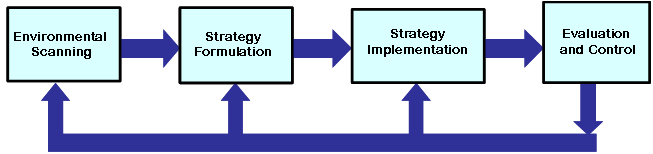 Environmental
Scanning
Strategy
Formulation
Strategy
Implementation
Evaluation
and Control